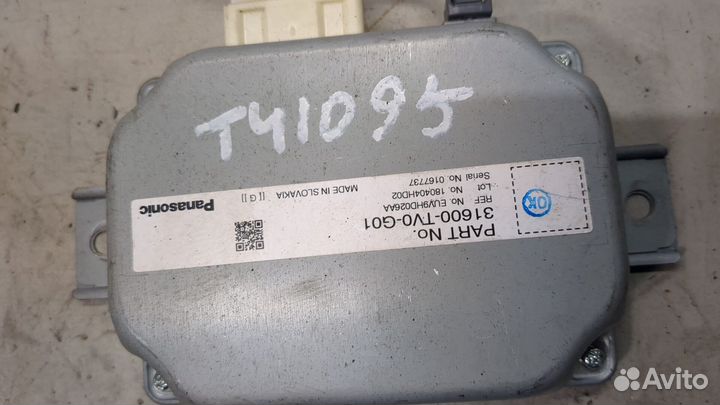 T41095
PART No.
31600-TV0-G01
REF No. EUV9HD026AA
Lot No. 180404HD02
Serial No. 0167737
OK
Panasonic
MADE IN SLOVAKIA [[ G ]]
Avito